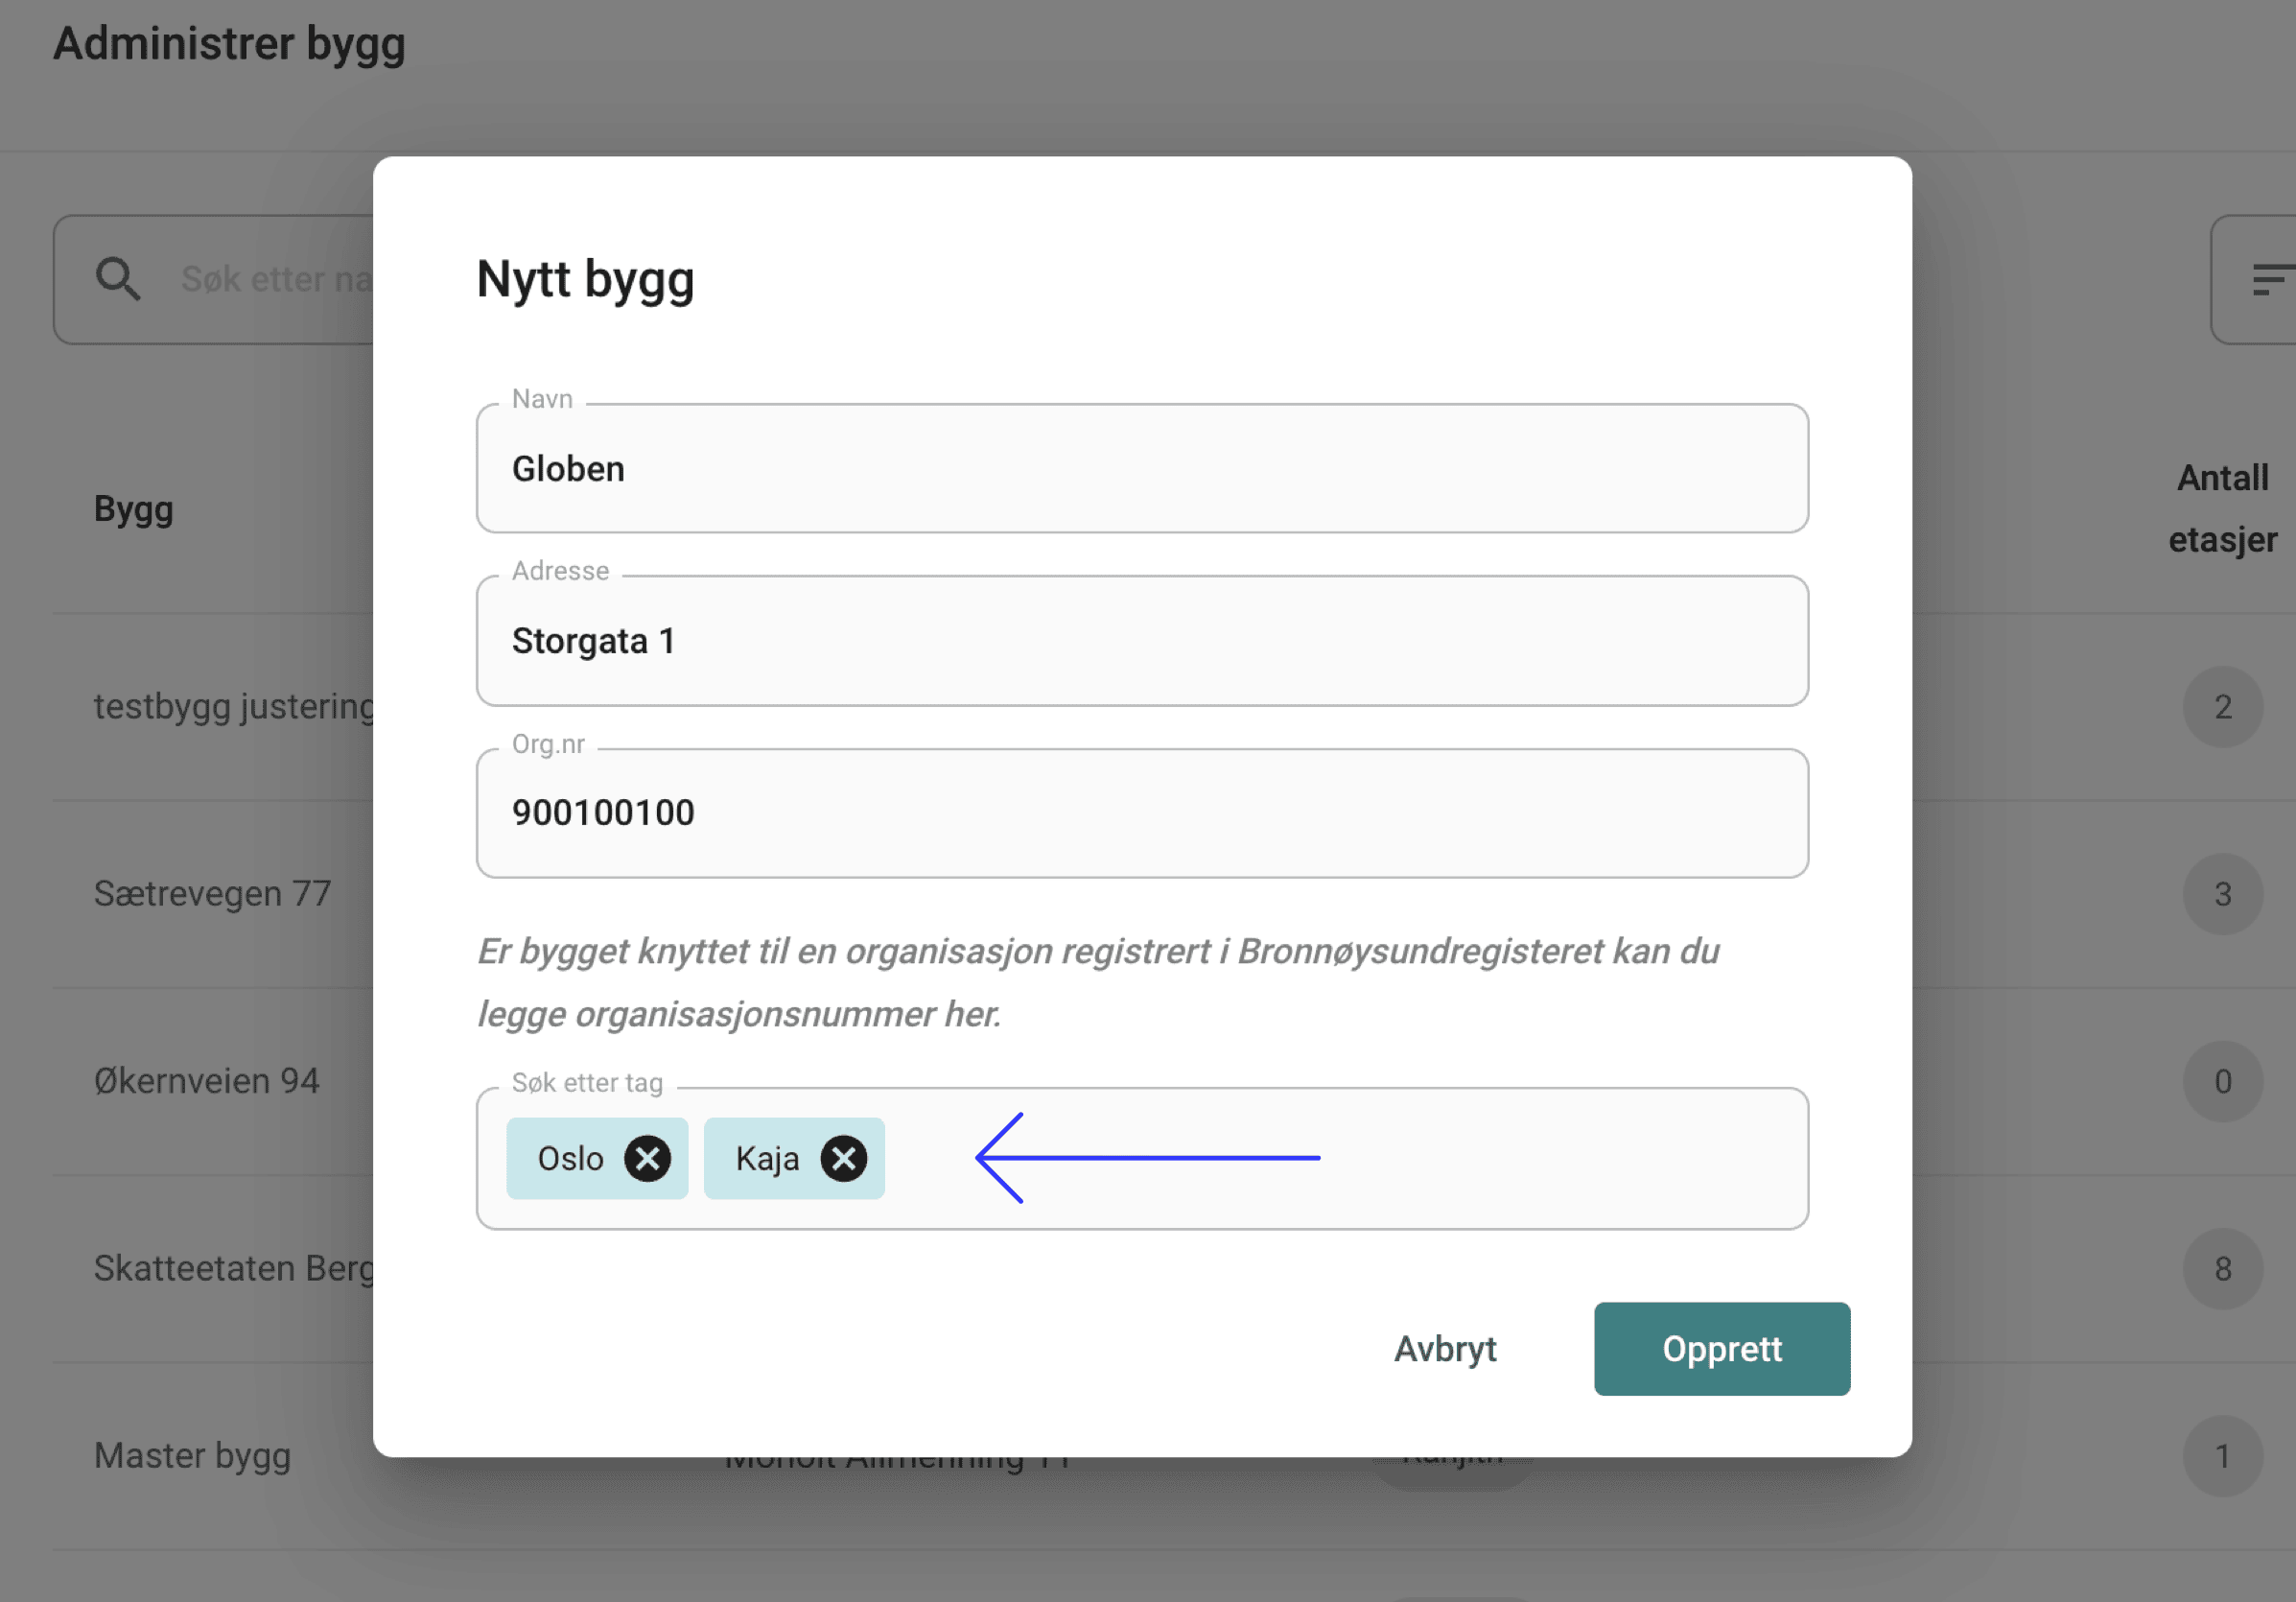 Administrer bygg
Søk etter na
Nytt bygg
Navn
Globen
Adresse
Storgata 1
Org.nr
900100100
Er bygget knyttet til en organisasjon registrert i Bronnøysundregisteret kan du
legge organisasjonsnummer her.
Søk etter tag
Oslo
Kaja
Avbryt
Opprett
Bygg
Antall
etasjer
testbygg justering
2
Sætrevegen 77
3
Økernveien 94
0
Skatteetaten Berg
8
Master bygg
1